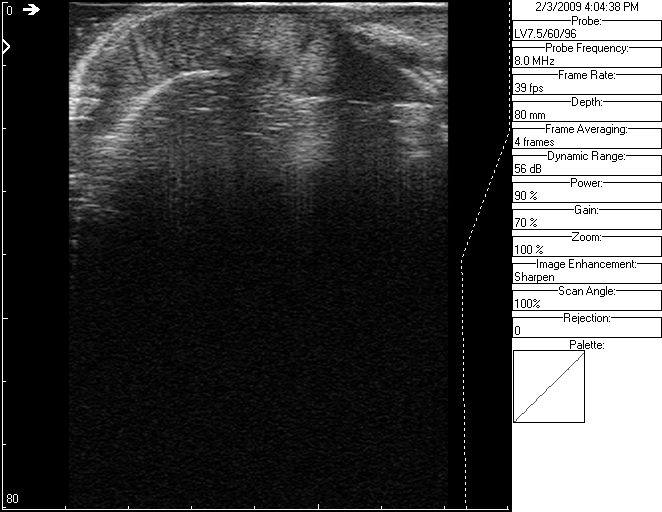 0
80
2/3/2009 4:04:38 PM
Probe:
LV7.5/60/96
Probe Frequency:
8.0 MHz
Frame Rate:
39 fps
Depth:
80 mm
Frame Averaging:
4 frames
Dynamic Range:
56 dB
Power:
90 %
Gain:
70 %
Zoom:
100 %
Image Enhancement:
Sharpen
Scan Angle:
100%
Rejection:
0
Palette: